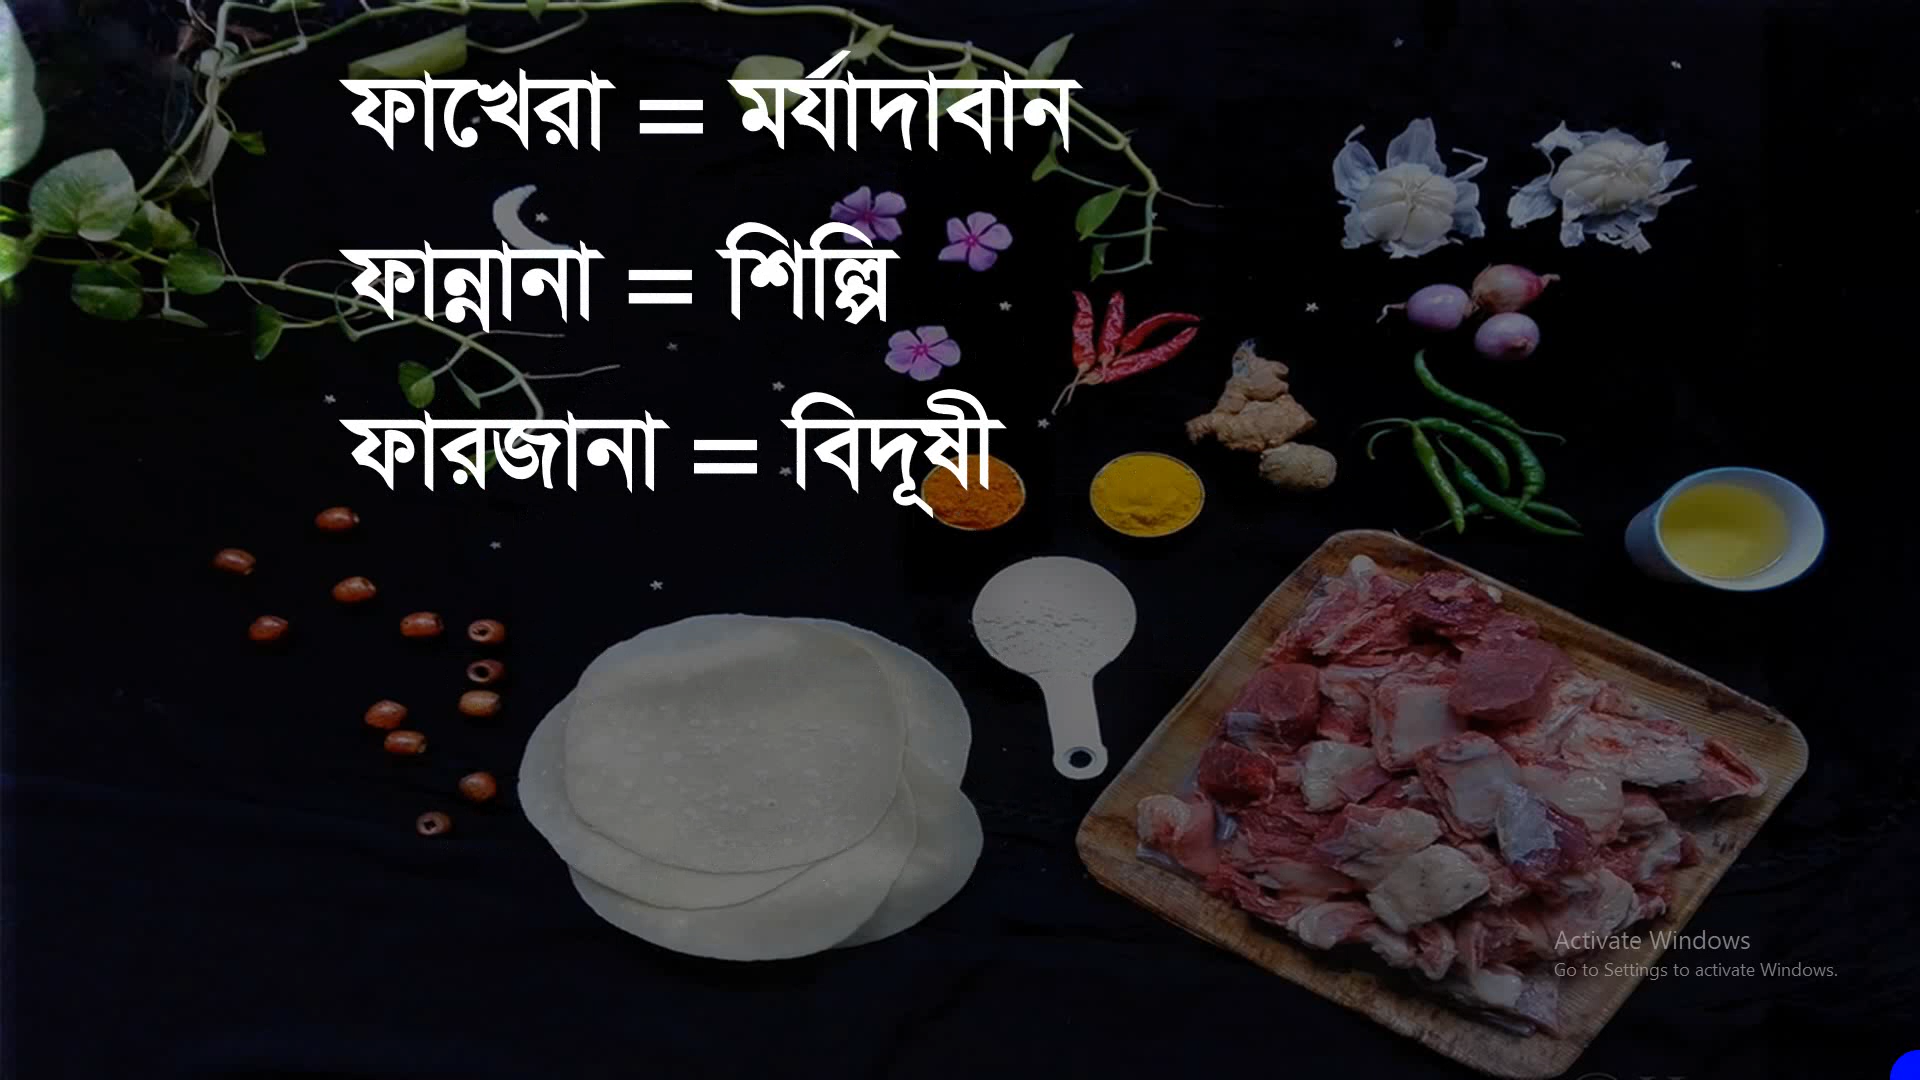 ফাখেরা = মর্যাদাবান
ফান্নানা = শিল্পি
ফারজানা = বিদূষী
Activate Windows
Go to Settings to activate Windows.